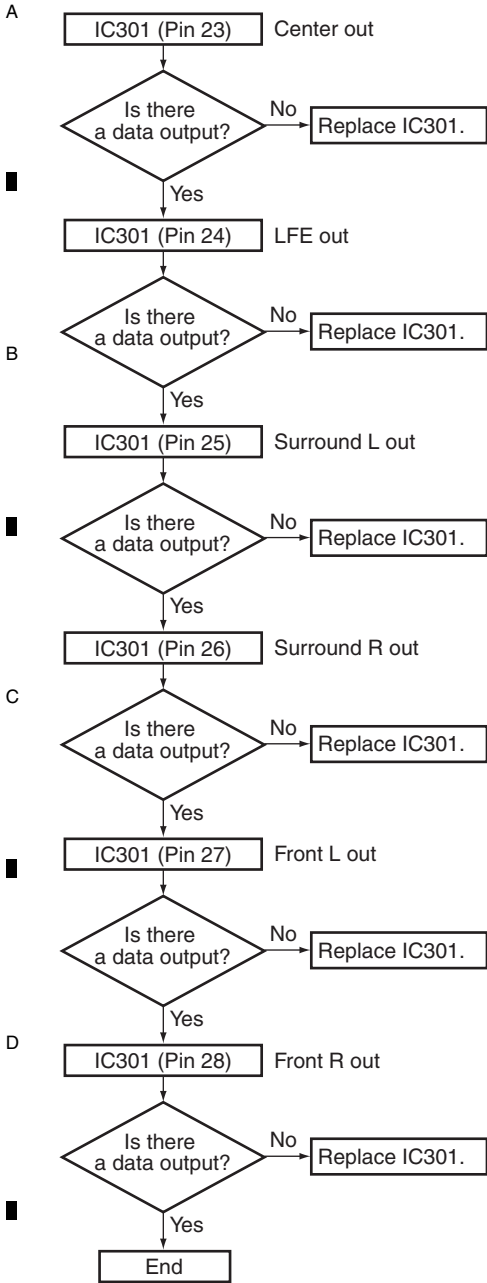 A
IC301 (Pin 23) Center out
Is there
a data output?
No
Replace IC301.
Yes
IC301 (Pin 24) LFE out
Is there
a data output?
No
Replace IC301.
B
Yes
IC301 (Pin 25) Surround L out
Is there
a data output?
No
Replace IC301.
Yes
IC301 (Pin 26) Surround R out
C
Is there
a data output?
No
Replace IC301.
Yes
IC301 (Pin 27) Front L out
Is there
a data output?
No
Replace IC301.
Yes
D
IC301 (Pin 28) Front R out
Is there
a data output?
No
Replace IC301.
Yes
End